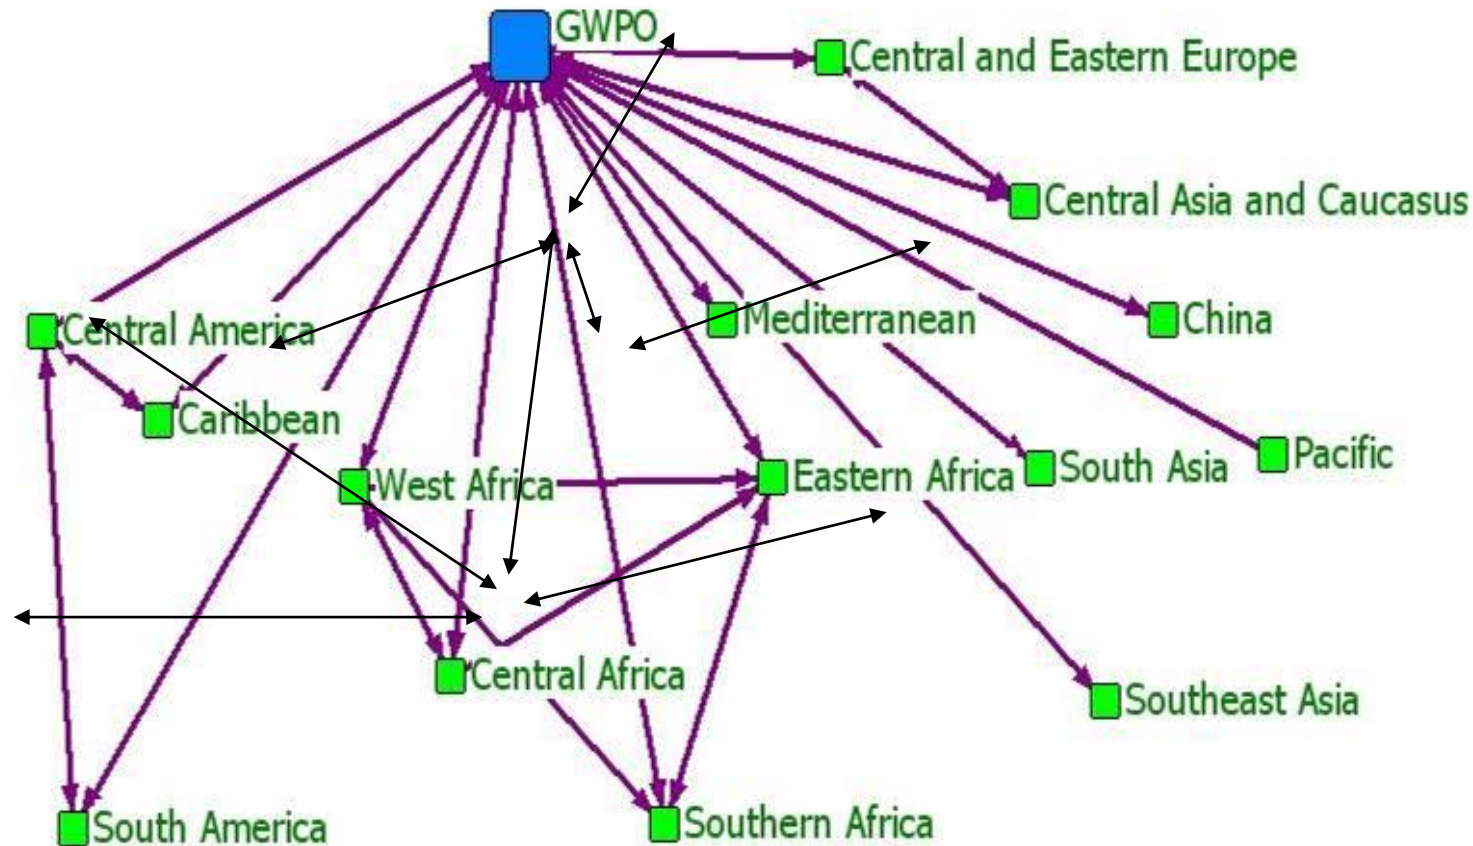 GWPO
Central and Eastern Europe
Central Asia and Caucasus
Central America
Mediterranean
China
Caribbean
West Africa
Eastern Africa
South Asia
Pacific
Central Africa
Southeast Asia
South America
Southern Africa